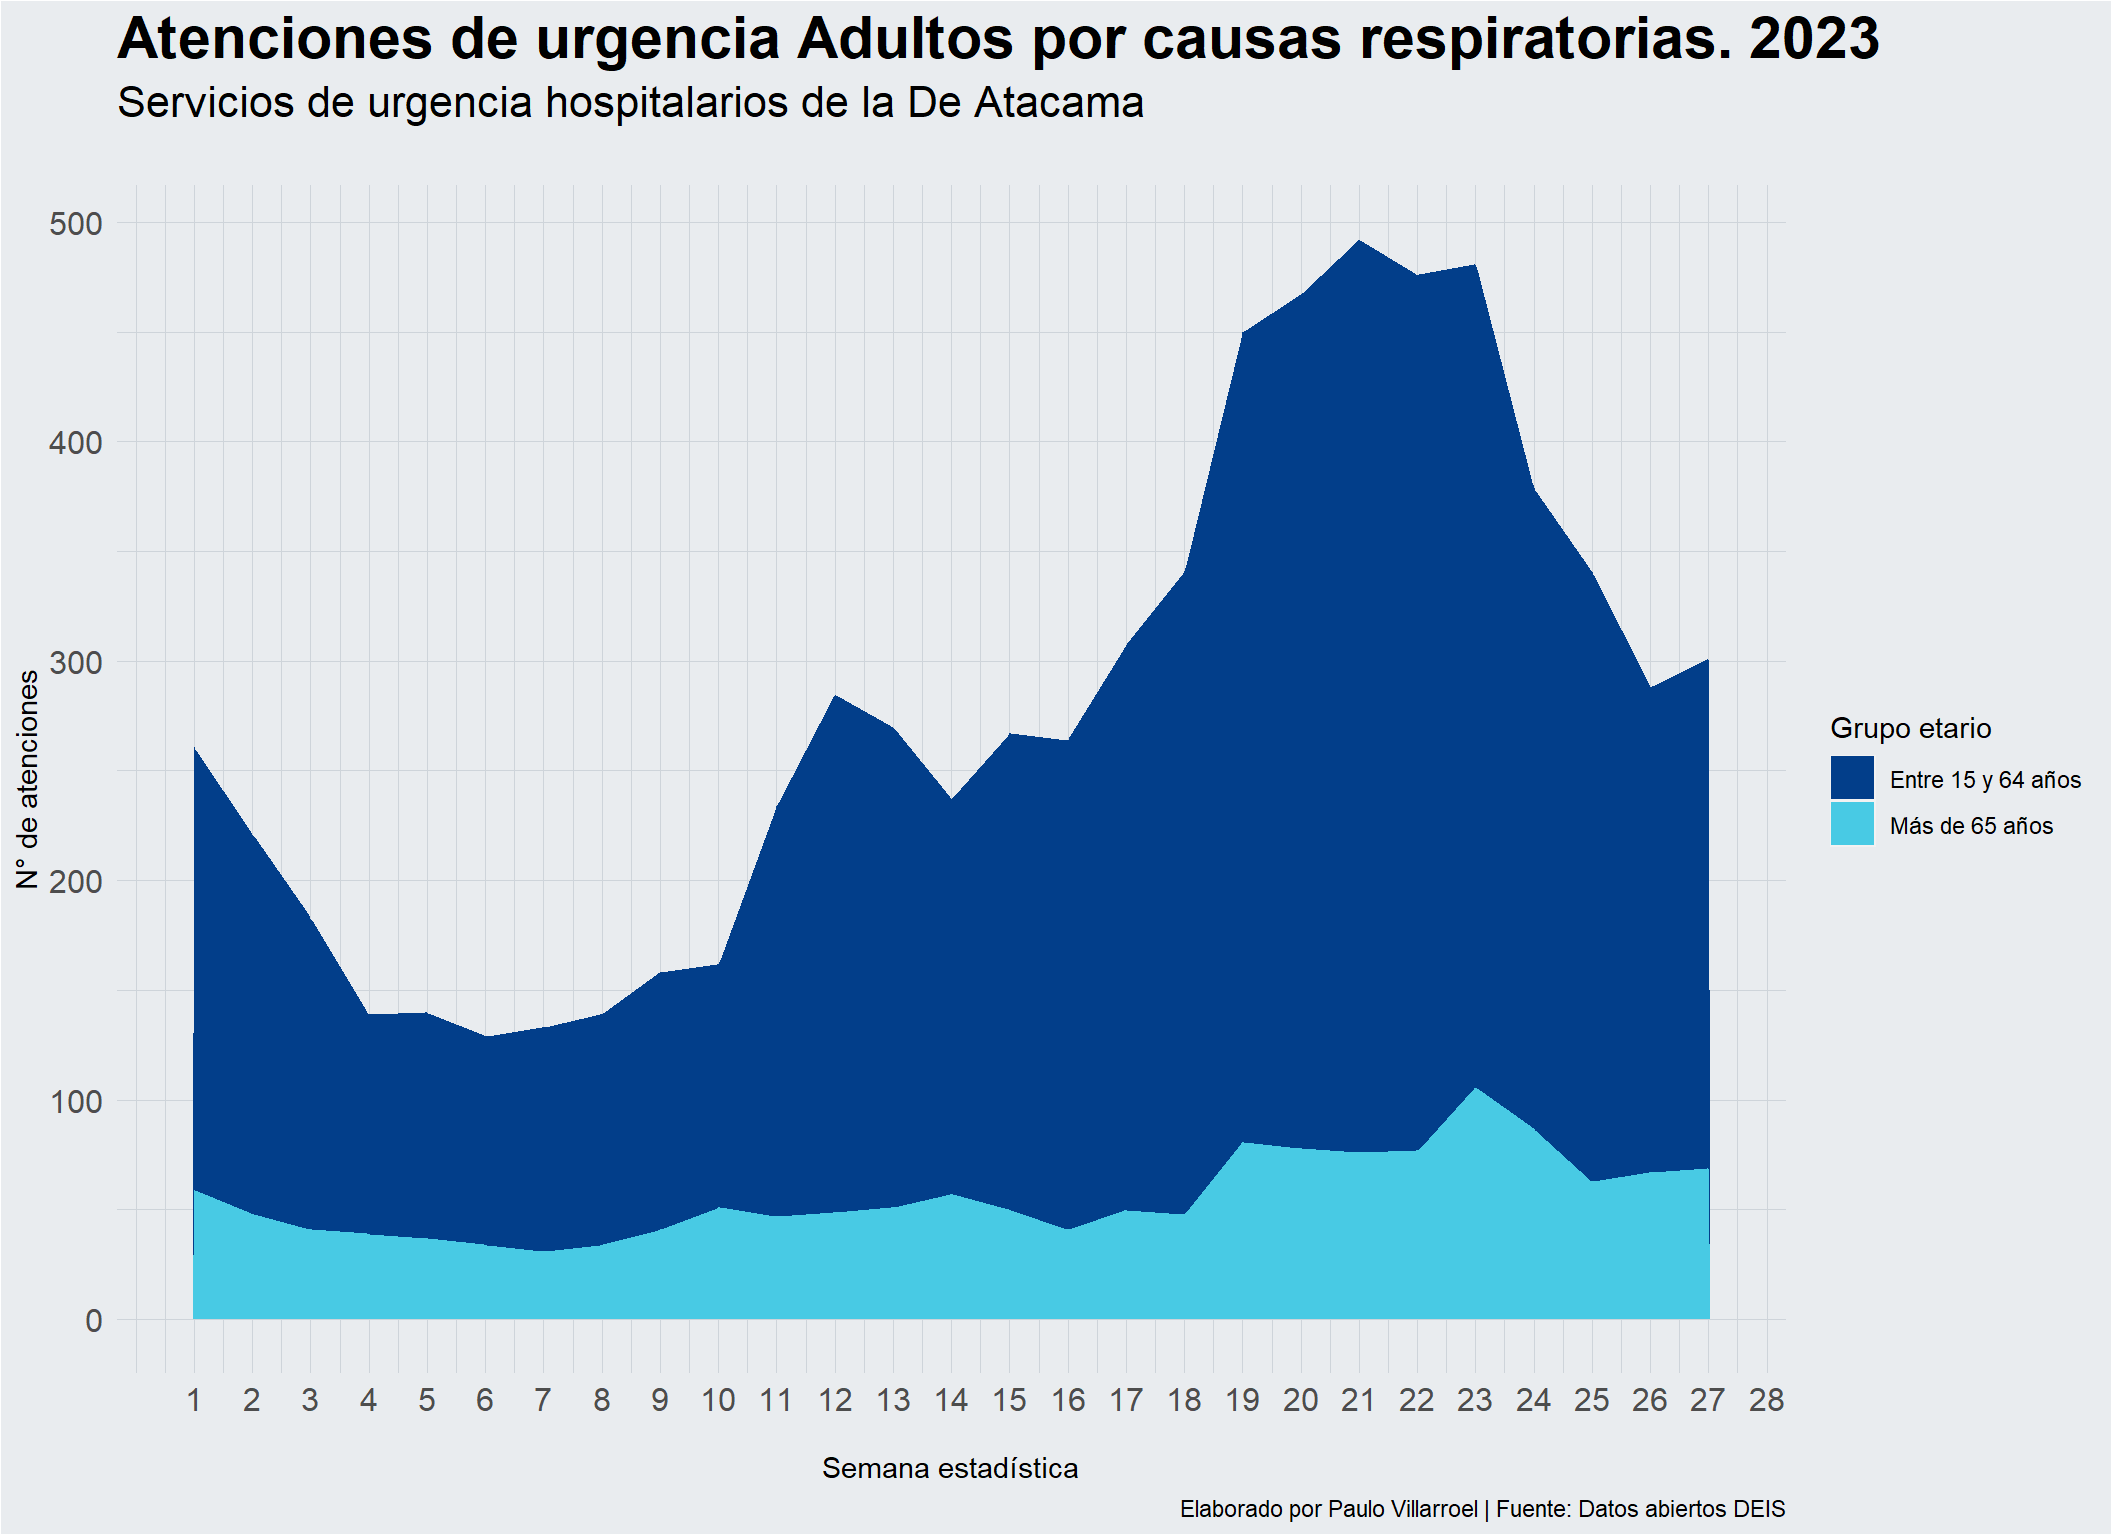 Atenciones de urgencia Adultos por causas respiratorias. 2023
Servicios de urgencia hospitalarios de la De Atacama
500
400
300
200
100
0
N° de atenciones
1 2 3 4 5 6 7 8 9 10 11 12 13 14 15 16 17 18 19 20 21 22 23 24 25 26 27 28
Semana estadística
Grupo etario
Entre 15 y 64 años
Más de 65 años
Elaborado por Paulo Villarroel | Fuente: Datos abiertos DEIS